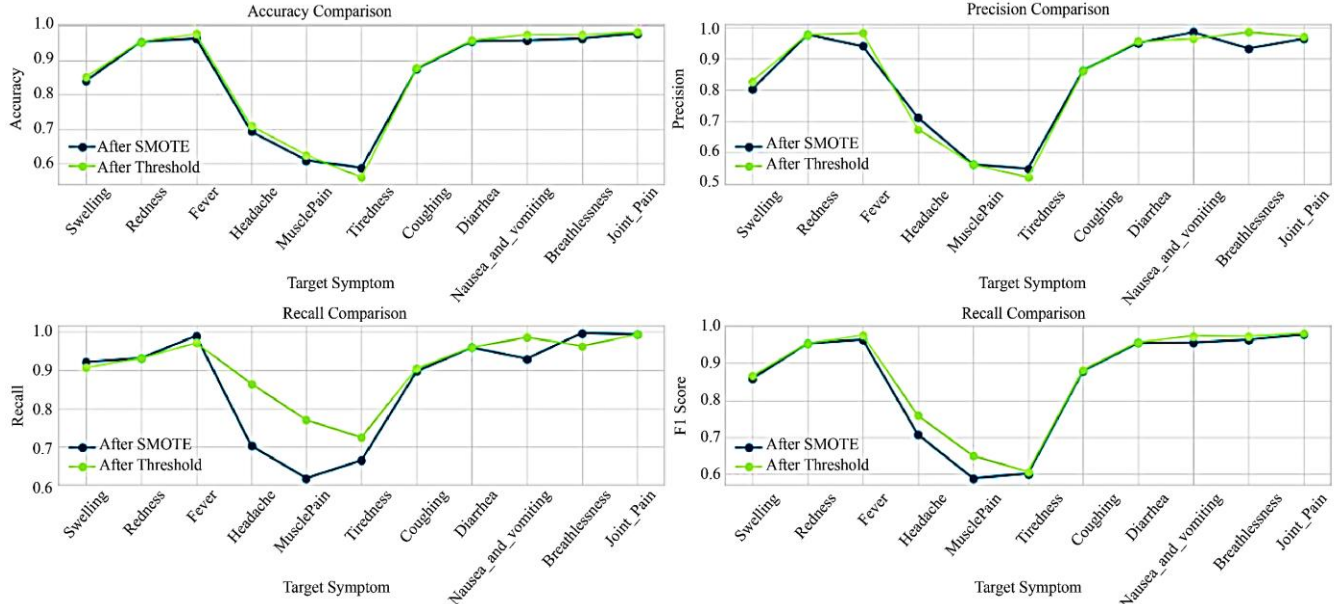 Accuracy Comparison
1.0
0.9
0.8
0.7
0.6
Accuracy
After SMOTE
After Threshold
Swelling
Redness
Fever
Headache
MusclePain
Tiredness
Coughing
Diarrhea
Nausea_and_vomiting
Breathlessness
Joint_Pain
Target Symptom
Precision Comparison
1.0
0.9
0.8
0.7
0.6
0.5
Precision
After SMOTE
After Threshold
Swelling
Redness
Fever
Headache
MusclePain
Tiredness
Coughing
Diarrhea
Nausea_and_vomiting
Breathlessness
Joint_Pain
Target Symptom
Recall Comparison
1.0
0.9
0.8
0.7
0.6
Recall
After SMOTE
After Threshold
Swelling
Redness
Fever
Headache
MusclePain
Tiredness
Coughing
Diarrhea
Nausea_and_vomiting
Breathlessness
Joint_Pain
Target Symptom
Recall Comparison
1.0
0.9
0.8
0.7
0.6
F1 Score
After SMOTE
After Threshold
Swelling
Redness
Fever
Headache
MusclePain
Tiredness
Coughing
Diarrhea
Nausea_and_vomiting
Breathlessness
Joint_Pain
Target Symptom